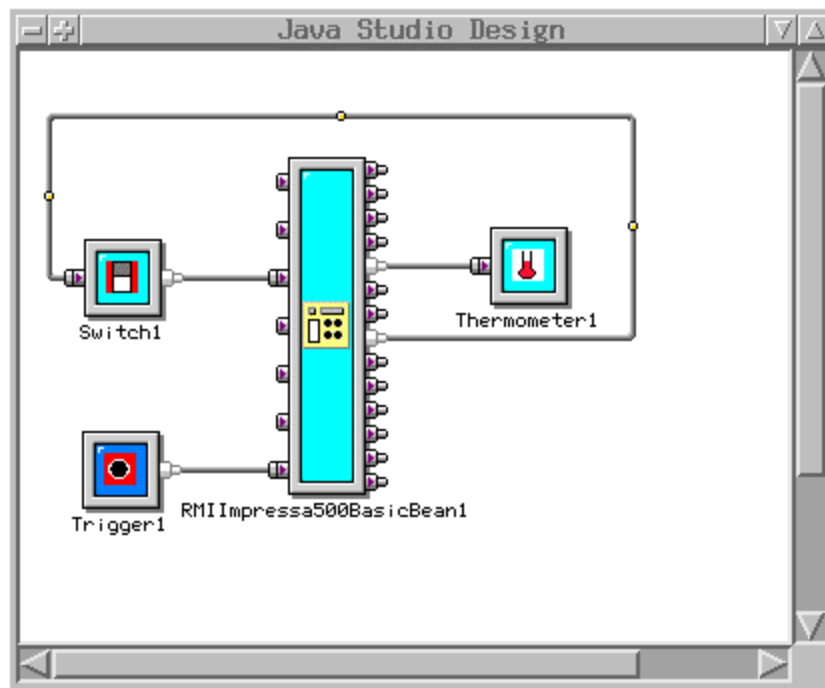 Java Studio Design
Switch1
Thermometer1
Trigger1
RMIImpressa500BasicBean1